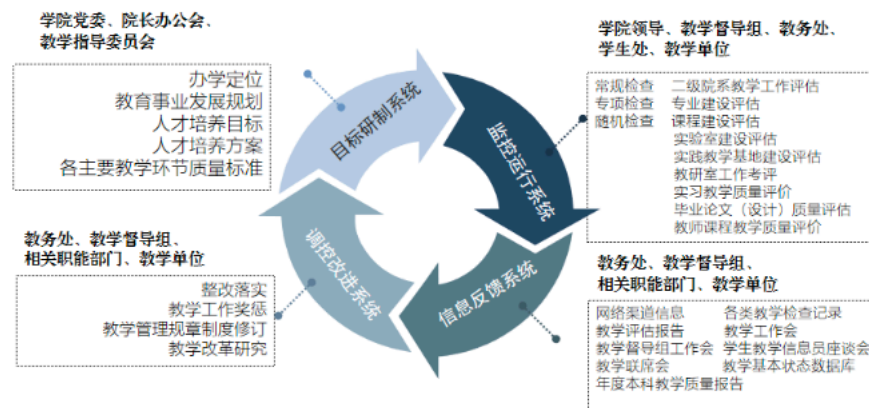 学院党委、院长办公会、
教学指导委员会
办学定位
教育事业发展规划
人才培养目标
人才培养方案
各主要教学环节质量标准
目标研制系统
学院领导、教学督导组、教务处、
学生处、教学单位
常规检查 二级院系教学工作评估
专项检查 专业建设评估
随机检查 课程建设评估
实验室建设评估
实践教学基地建设评估
教研室工作考评
实习教学质量评价
毕业论文（设计）质量评估
教师课程教学质量评价
监控运行系统
教务处、教学督导组、
相关职能部门、教学单位
整改落实
教学工作奖惩
教学管理规章制度修订
教学改革研究
调控改进系统
信息反馈系统
教务处、教学督导组、
相关职能部门、教学单位
网络渠道信息 各类教学检查记录
教学评估报告 教学工作会
教学督导组工作会 学生教学信息员座谈会
教学联席会 教学基本状态数据库
年度本科教学质量报告